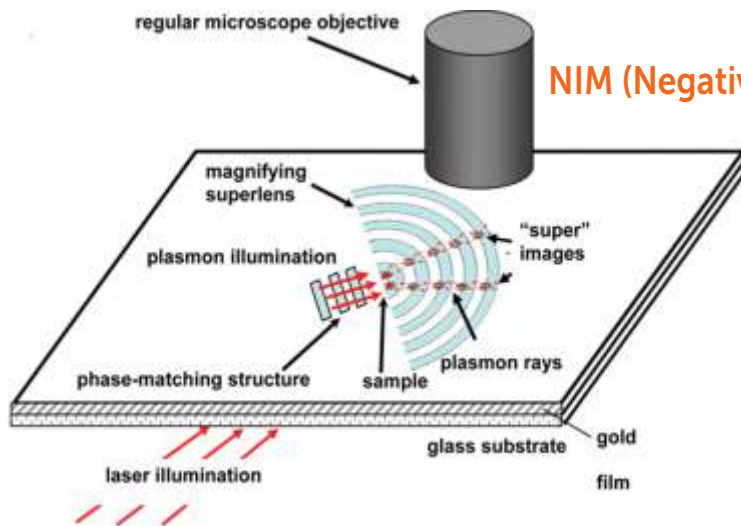 regular microscope objective
NIM (Negativ
magnifying
superlens
plasmon illumination
“super”
images
phase-matching structure
sample
plasmon rays
glass substrate
gold
film
laser illumination